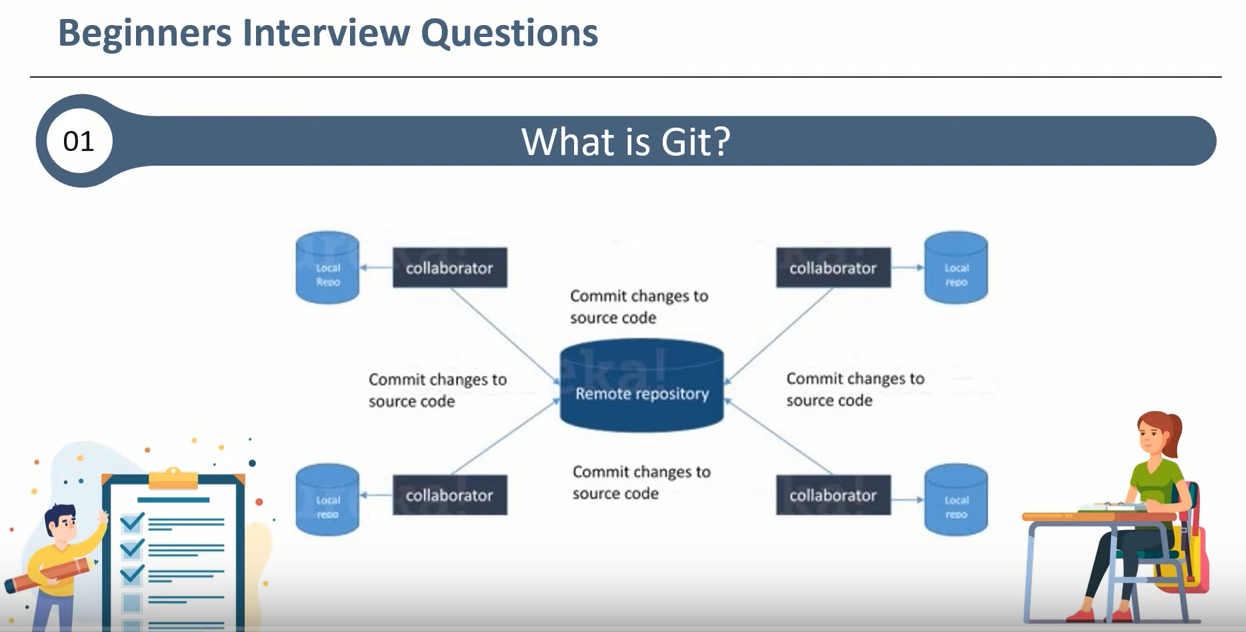 Beginners Interview Questions
01
What is Git?
Local
Repo
collaborator
collaborator
Local
repo
Commit changes to
source code
Commit changes to
source code
Remote repository
Commit changes to
source code
Commit changes to
source code
Local
repo
collaborator
collaborator
Local
repo